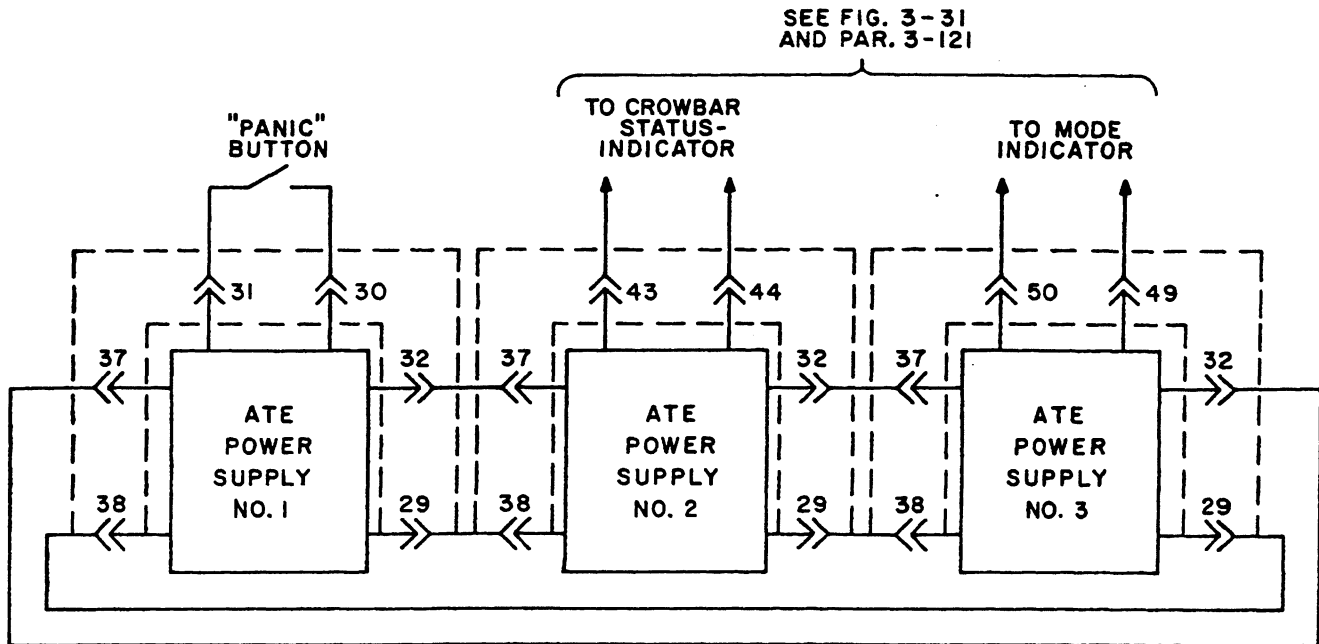 SEE FIG. 3-31
AND PAR. 3-121
"PANIC"
BUTTON
TO CROWBAR
STATUS-
INDICATOR
TO MODE
INDICATOR
31 30 43 44 50 49
37 32 37 32 37 32
ATE
POWER
SUPPLY
NO. 1
ATE
POWER
SUPPLY
NO. 2
ATE
POWER
SUPPLY
NO. 3
38 29 38 29 38 29